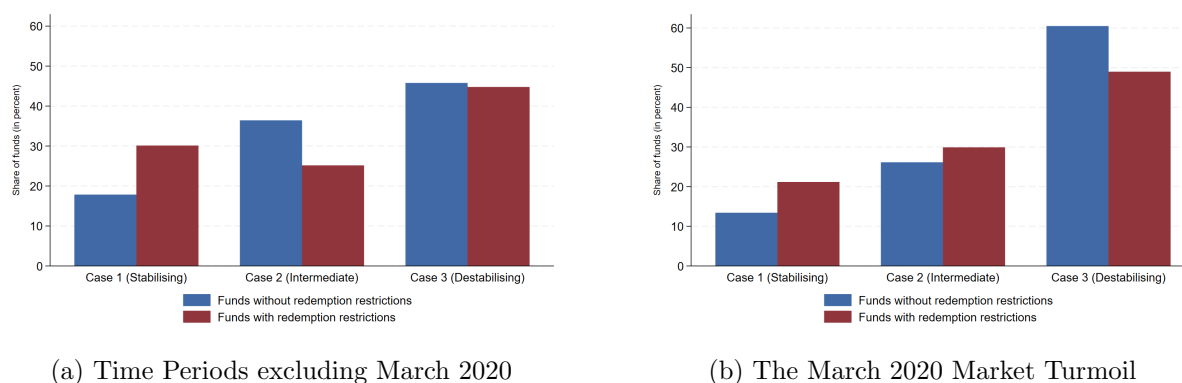 Share of funds (in percent)
60
50
40
30
20
10
0
Case 1 (Stabilising)
Case 2 (Intermediate)
Case 3 (Destabilising)
Funds without redemption restrictions
Funds with redemption restrictions
(a) Time Periods excluding March 2020
Share of funds (in percent)
60
50
40
30
20
10
0
Case 1 (Stabilising)
Case 2 (Intermediate)
Case 3 (Destabilising)
Funds without redemption restrictions
Funds with redemption restrictions
(b) The March 2020 Market Turmoil